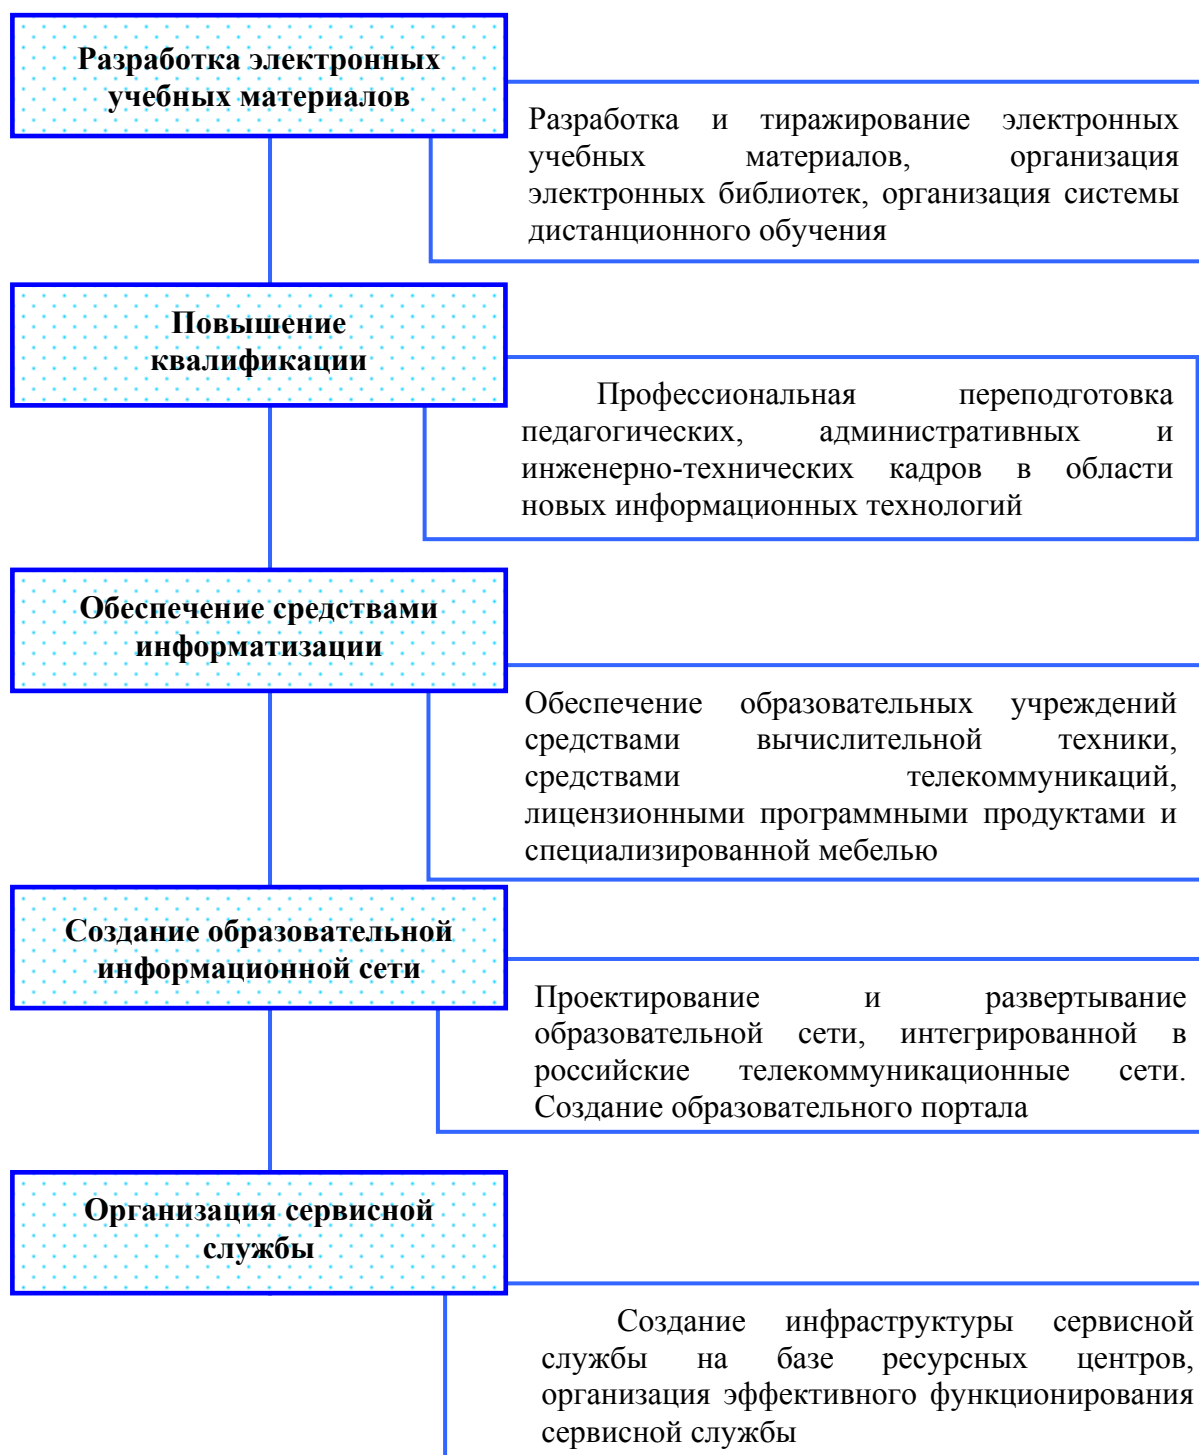 Разработка электронных
учебных материалов
Разработка и тиражирование электронных
учебных материалов, организация
электронных библиотек, организация системы
дистанционного обучения
Повышение
квалификации
Профессиональная переподготовка
педагогических, административных и
инженерно-технических кадров в области
новых информационных технологий
Обеспечение средствами
информатизации
Обеспечение образовательных учреждений
средствами вычислительной техники,
средствами телекоммуникаций,
лицензионными программными продуктами и
специализированной мебелью
Создание образовательной
информационной сети
Проектирование и развертывание
образовательной сети, интегрированной в
российские телекоммуникационные сети.
Создание образовательного портала
Организация сервисной
службы
Создание инфраструктуры сервисной
службы на базе ресурсных центров,
организация эффективного функционирования
сервисной службы